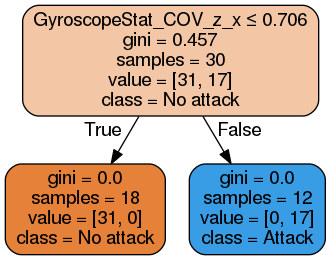 GyroscopeStat_COV_z_x ≤ 0.706
gini = 0.457
samples = 30
value = [31, 17]
class = No attack
True
False
gini = 0.0
samples = 18
value = [31, 0]
class = No attack
gini = 0.0
samples = 12
value = [0, 17]
class = Attack